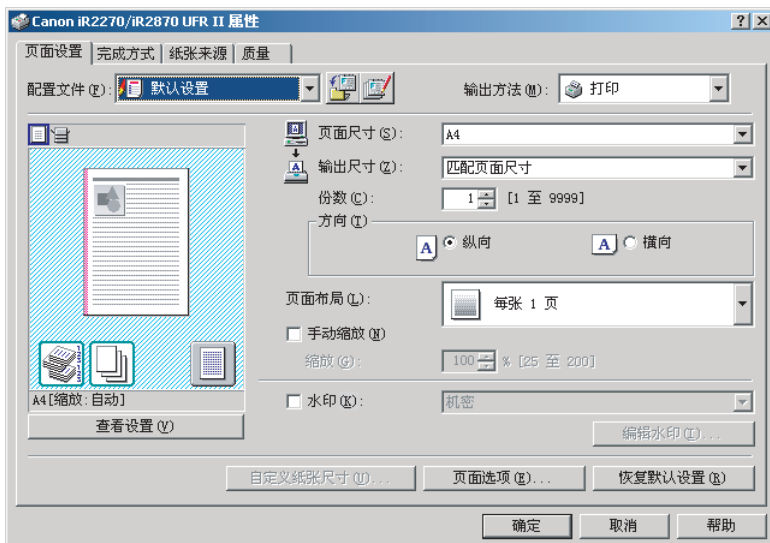 Canon iR2270/iR2870 UFR II 属性
页面设置 完成方式 纸张来源 质量
配置文件(F): 默认设置 输出方法(M): 打印
页面尺寸(S): A4
输出尺寸(Z): 匹配页面尺寸
份数(C): 1 [1 至 9999]
方向(T)
A 纵向 A 横向
页面布局(L): 每张 1 页
手动缩放(N)
缩放(G): 100 % [25 至 200]
A4[缩放:自动]
水印(K): 机密
查看设置(V)
编辑水印(I)...
自定义纸张尺寸(U)... 页面选项(E)... 恢复默认设置(R)
确定 取消 帮助